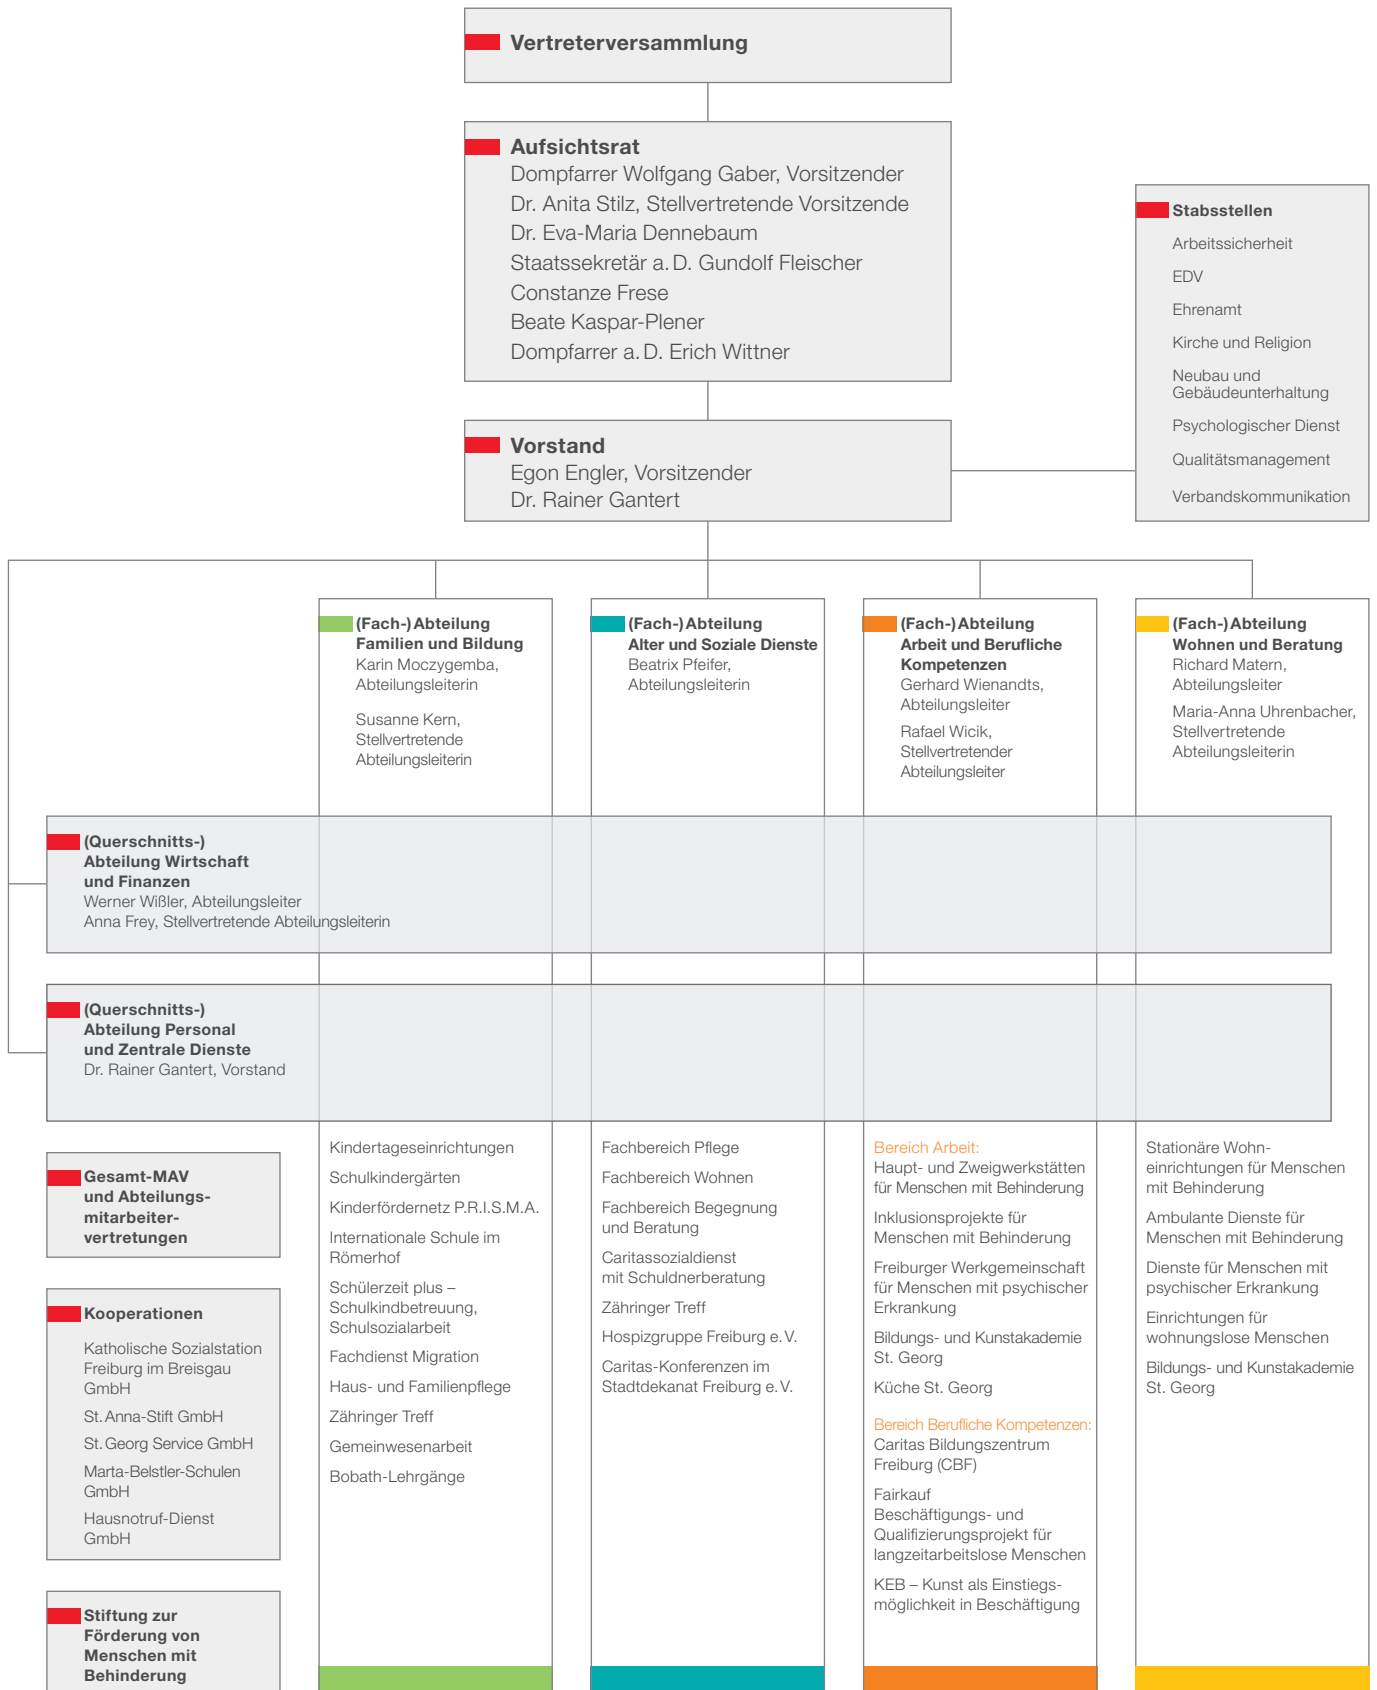 Vertreterversammlung
Aufsichtsrat
Dompfarrer Wolfgang Gaber, Vorsitzender
Dr. Anita Stilz, Stellvertretende Vorsitzende
Dr. Eva-Maria Dennebaum
Staatssekretär a. D. Gundolf Fleischer
Constanze Frese
Beate Kaspar-Plener
Dompfarrer a. D. Erich Wittner
Stabsstellen
Arbeitssicherheit
EDV
Ehrenamt
Kirche und Religion
Neubau und
Gebäudeunterhaltung
Psychologischer Dienst
Qualitätsmanagement
Verbandskommunikation
Vorstand
Egon Engler, Vorsitzender
Dr. Rainer Gantert
(Fach-) Abteilung
Familien und Bildung
Karin Moczygemba,
Abteilungsleiterin
Susanne Kern,
Stellvertretende
Abteilungsleiterin
(Fach-) Abteilung
Alter und Soziale Dienste
Beatrix Pfeifer,
Abteilungsleiterin
(Fach-) Abteilung
Arbeit und Berufliche
Kompetenzen
Gerhard Wienandts,
Abteilungsleiter
Rafael Wicik,
Stellvertretender
Abteilungsleiter
(Fach-) Abteilung
Wohnen und Beratung
Richard Matern,
Abteilungsleiter
Maria-Anna Uhrenbacher,
Stellvertretende
Abteilungsleiterin
(Querschnitts-)
Abteilung Wirtschaft
und Finanzen
Werner Wißler, Abteilungsleiter
Anna Frey, Stellvertretende Abteilungsleiterin
(Querschnitts-)
Abteilung Personal
und Zentrale Dienste
Dr. Rainer Gantert, Vorstand
Gesamt-MAV
und Abteilungs-
mitarbeiter-
vertretungen
Kooperationen
Katholische Sozialstation
Freiburg im Breisgau
GmbH
St. Anna-Stift GmbH
St. Georg Service GmbH
Marta-Belstler-Schulen
GmbH
Hausnotruf-Dienst
GmbH
Stiftung zur
Förderung von
Menschen mit
Behinderung
Kindertageseinrichtungen
Schulkindergärten
Kinderfördernetz P.R.I.S.M.A.
Internationale Schule im
Römerhof
Schülerzeit plus –
Schulkindbetreuung,
Schulsozialarbeit
Fachdienst Migration
Haus- und Familienpflege
Zähringer Treff
Gemeinwesenarbeit
Bobath-Lehrgänge
Fachbereich Pflege
Fachbereich Wohnen
Fachbereich Begegnung
und Beratung
Caritassozialdienst
mit Schuldnerberatung
Zähringer Treff
Hospizgruppe Freiburg e. V.
Caritas-Konferenzen im
Stadtdekanat Freiburg e. V.
Bereich Arbeit:
Haupt- und Zweigwerkstätten
für Menschen mit Behinderung
Inklusionsprojekte für
Menschen mit Behinderung
Freiburger Werkgemeinschaft
für Menschen mit psychischer
Erkrankung
Bildungs- und Kunstakademie
St. Georg
Küche St. Georg
Bereich Berufliche Kompetenzen:
Caritas Bildungszentrum
Freiburg (CBF)
Fairkauf
Beschäftigungs- und
Qualifizierungsprojekt für
langzeitarbeitslose Menschen
KEB – Kunst als Einstiegs-
möglichkeit in Beschäftigung
Stationäre Wohn-
einrichtungen für Menschen
mit Behinderung
Ambulante Dienste für
Menschen mit Behinderung
Dienste für Menschen mit
psychischer Erkrankung
Einrichtungen für
wohnungslose Menschen
Bildungs- und Kunstakademie
St. Georg